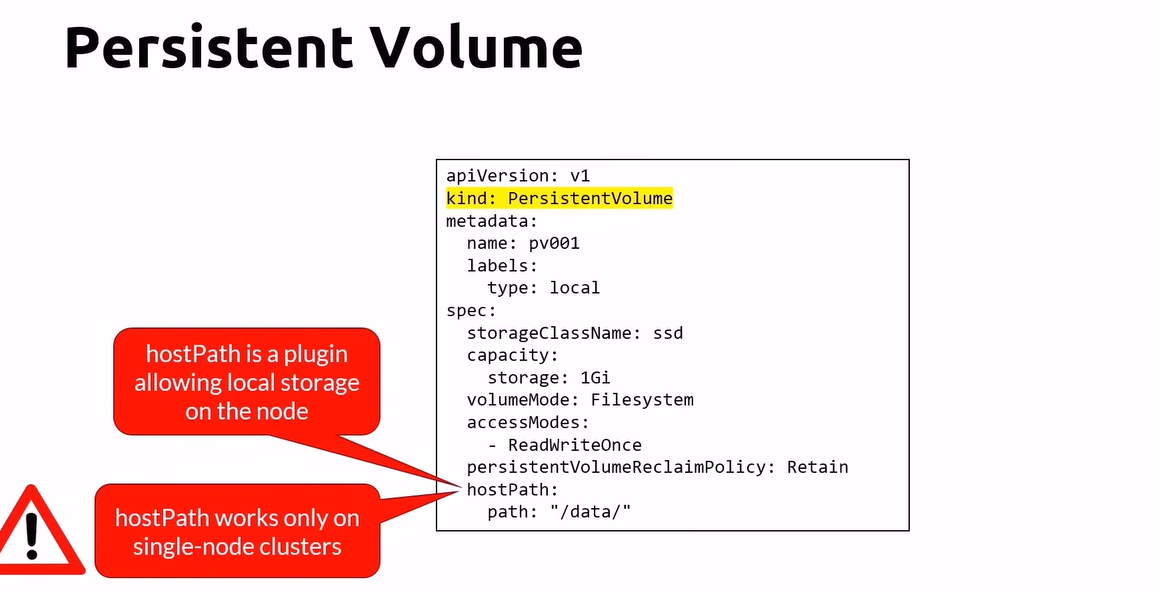 Persistent Volume
apiVersion: v1
kind: PersistentVolume
metadata:
  name: pv001
  labels:
    type: local
spec:
  storageClassName: ssd
  capacity:
    storage: 1Gi
  volumeMode: Filesystem
  accessModes:
    - ReadWriteOnce
  persistentVolumeReclaimPolicy: Retain
  hostPath:
    path: "/data/"
hostPath is a plugin
allowing local storage
on the node
hostPath works only on
single-node clusters
!